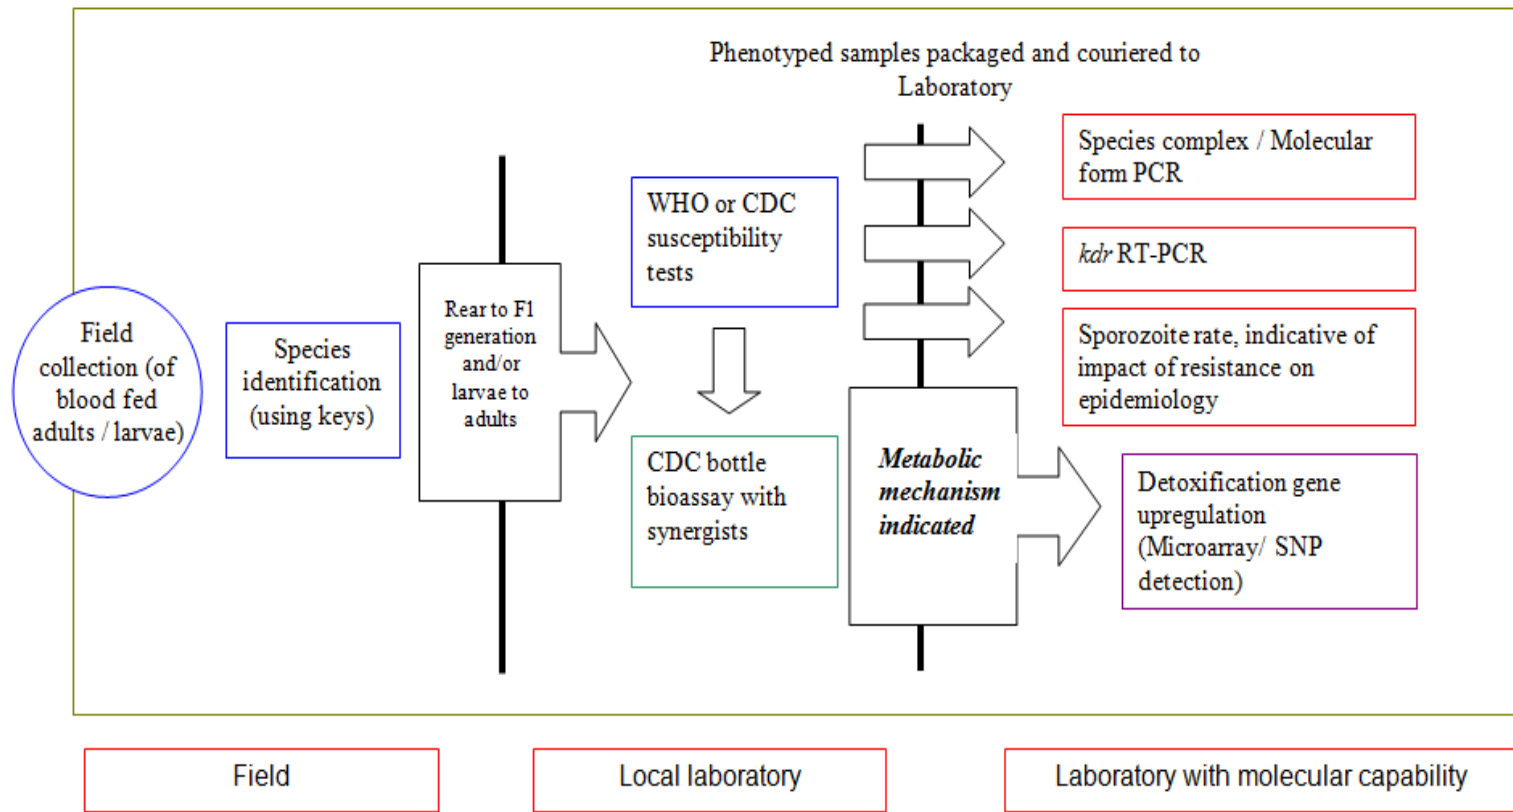 Phenotyped samples packaged and couriered to
Laboratory
Field
collection (of
blood fed
adults / larvae)
Species
identification
(using keys)
Rear to F1
generation
and/or
larvae to
adults
WHO or CDC
susceptibility
tests
CDC bottle
bioassay with
synergists
Metabolic
mechanism
indicated
Species complex / Molecular
form PCR
kdr RT-PCR
Sporozoite rate, indicative of
impact of resistance on
epidemiology
Detoxification gene
upregulation
(Microarray/ SNP
detection)
Field
Local laboratory
Laboratory with molecular capability